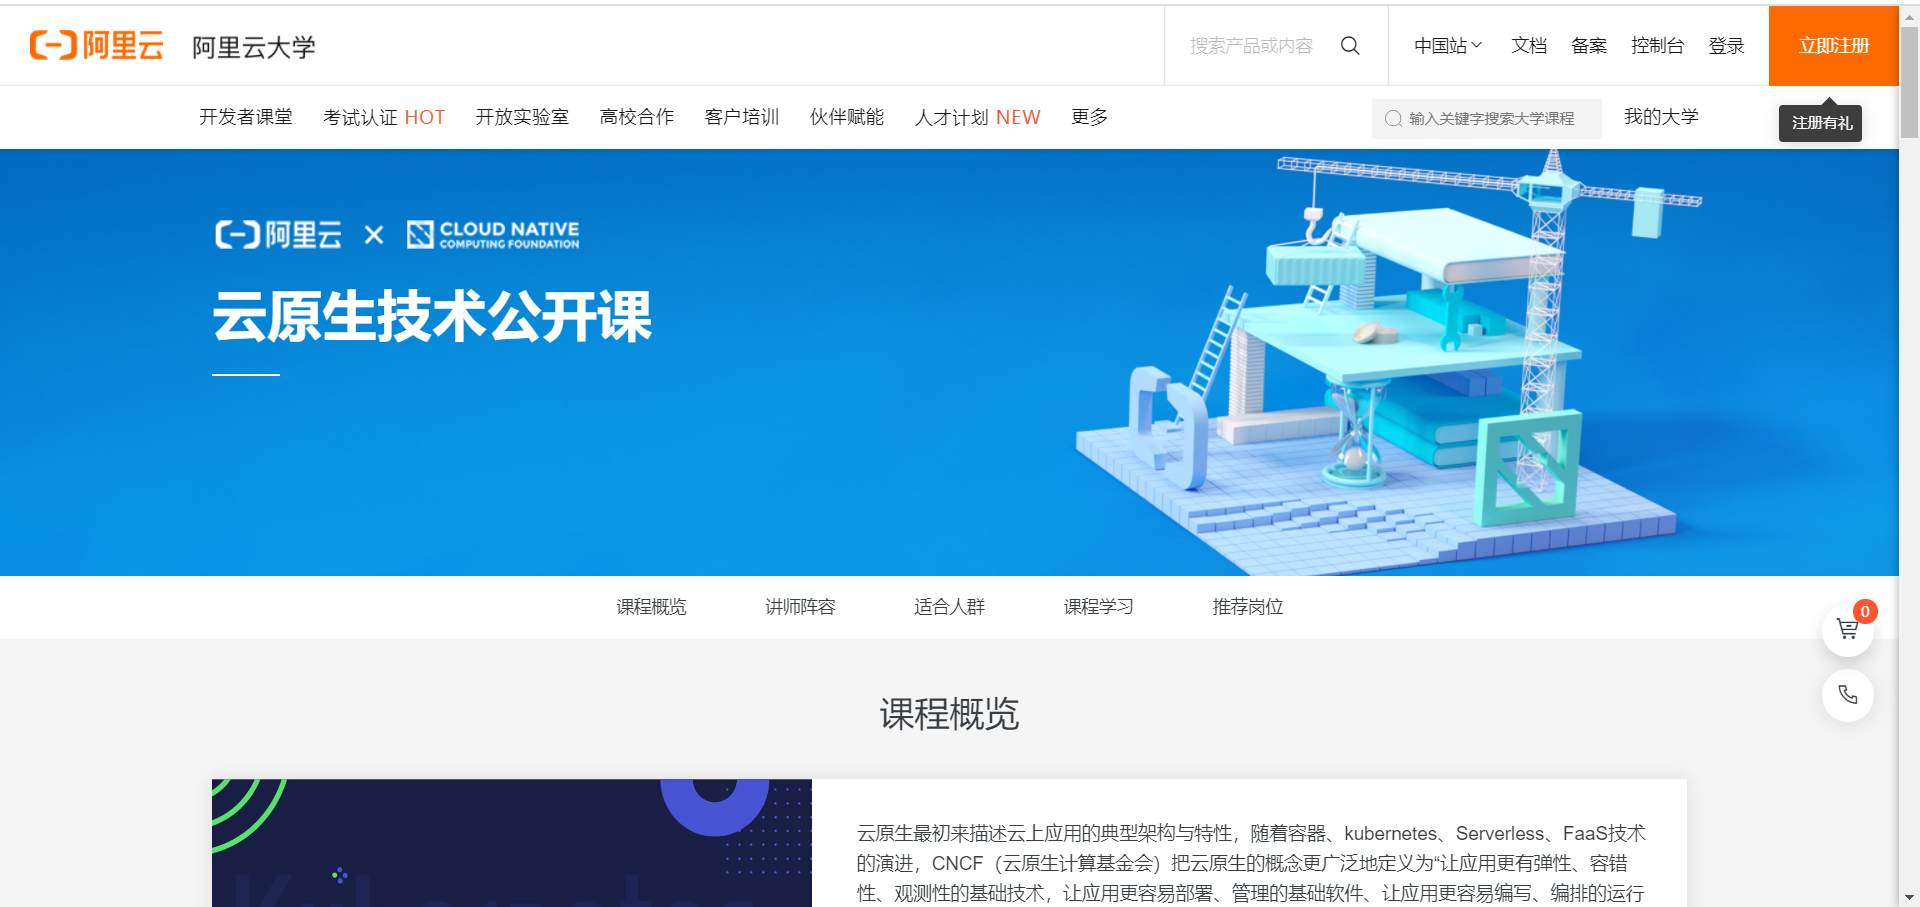 阿里云 阿里云大学 搜索产品或内容 中国站 文档 备案 控制台 登录 立即注册
开发者课堂 考试认证 HOT 开放实验室 高校合作 客户培训 伙伴赋能 人才计划 NEW 更多 输入关键字搜索大学课程 我的大学 注册有礼
阿里云 × CLOUD NATIVE
COMPUTING FOUNDATION
云原生技术公开课
课程概览 讲师阵容 适合人群 课程学习 推荐岗位
0
课程概览
云原生最初来描述云上应用的典型架构与特性，随着容器、kubernetes、Serverless、FaaS技术
的演进，CNCF（云原生计算基金会）把云原生的概念更广泛地定义为“让应用更有弹性、容错
性、观测性的基础技术，让应用更容易部署、管理的基础软件、让应用更容易编写、编排的运行